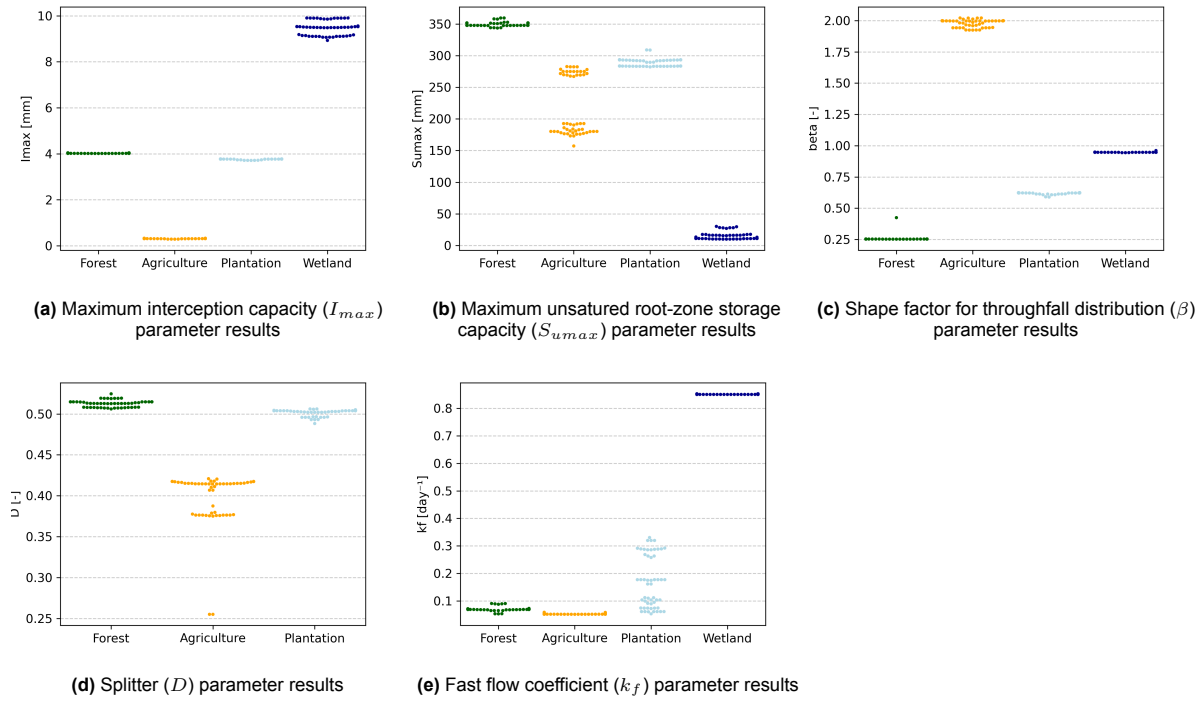 10
8
6
4
2
0
Imax [mm]
Forest Agriculture Plantation Wetland
(a) Maximum interception capacity (I_max)
parameter results
350
300
250
200
150
100
50
0
Sumax [mm]
Forest Agriculture Plantation Wetland
(b) Maximum unsatured root-zone storage
capacity (S_umax) parameter results
2.00
1.75
1.50
1.25
1.00
0.75
0.50
0.25
beta [-]
Forest Agriculture Plantation Wetland
(c) Shape factor for throughfall distribution (β)
parameter results
0.50
0.45
0.40
0.35
0.30
0.25
D [-]
Forest Agriculture Plantation
(d) Splitter (D) parameter results
0.8
0.7
0.6
0.5
0.4
0.3
0.2
0.1
kf [day⁻¹]
Forest Agriculture Plantation Wetland
(e) Fast flow coefficient (k_f) parameter results